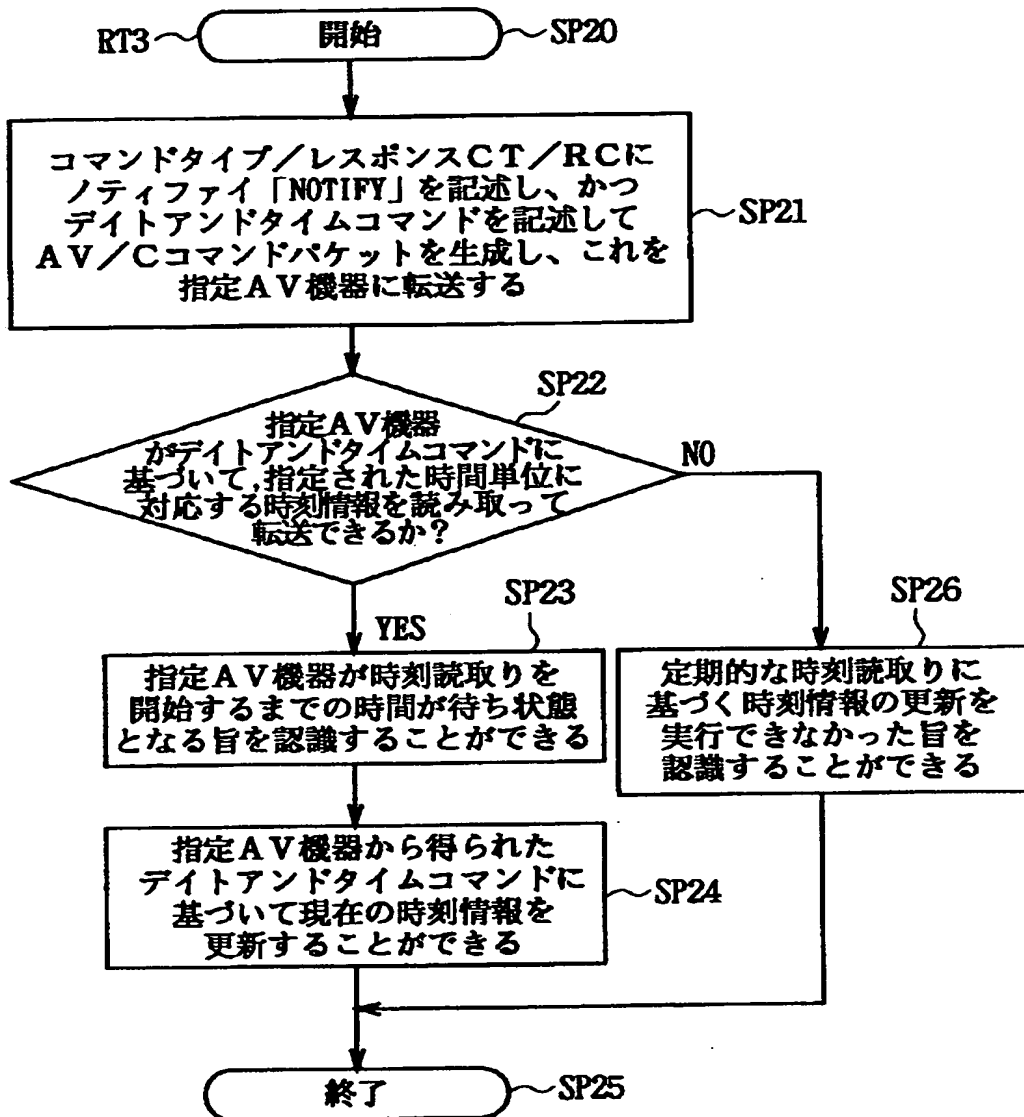 RT3 開始 SP20
コマンドタイプ/レスポンスCT/RCに
ノティファイ「NOTIFY」を記述し、かつ
デイトアンドタイムコマンドを記述して
AV/Cコマンドパケットを生成し、これを
指定AV機器に転送する
SP21
SP22
指定AV機器
がデイトアンドタイムコマンドに
基づいて,指定された時間単位に
対応する時刻情報を読み取って
転送できるか?
NO
YES
SP23
指定AV機器が時刻読取りを
開始するまでの時間が待ち状態
となる旨を認識することができる
SP26
定期的な時刻読取りに
基づく時刻情報の更新を
実行できなかった旨を
認識することができる
指定AV機器から得られた
デイトアンドタイムコマンドに
基づいて現在の時刻情報を
更新することができる
SP24
終了 SP25